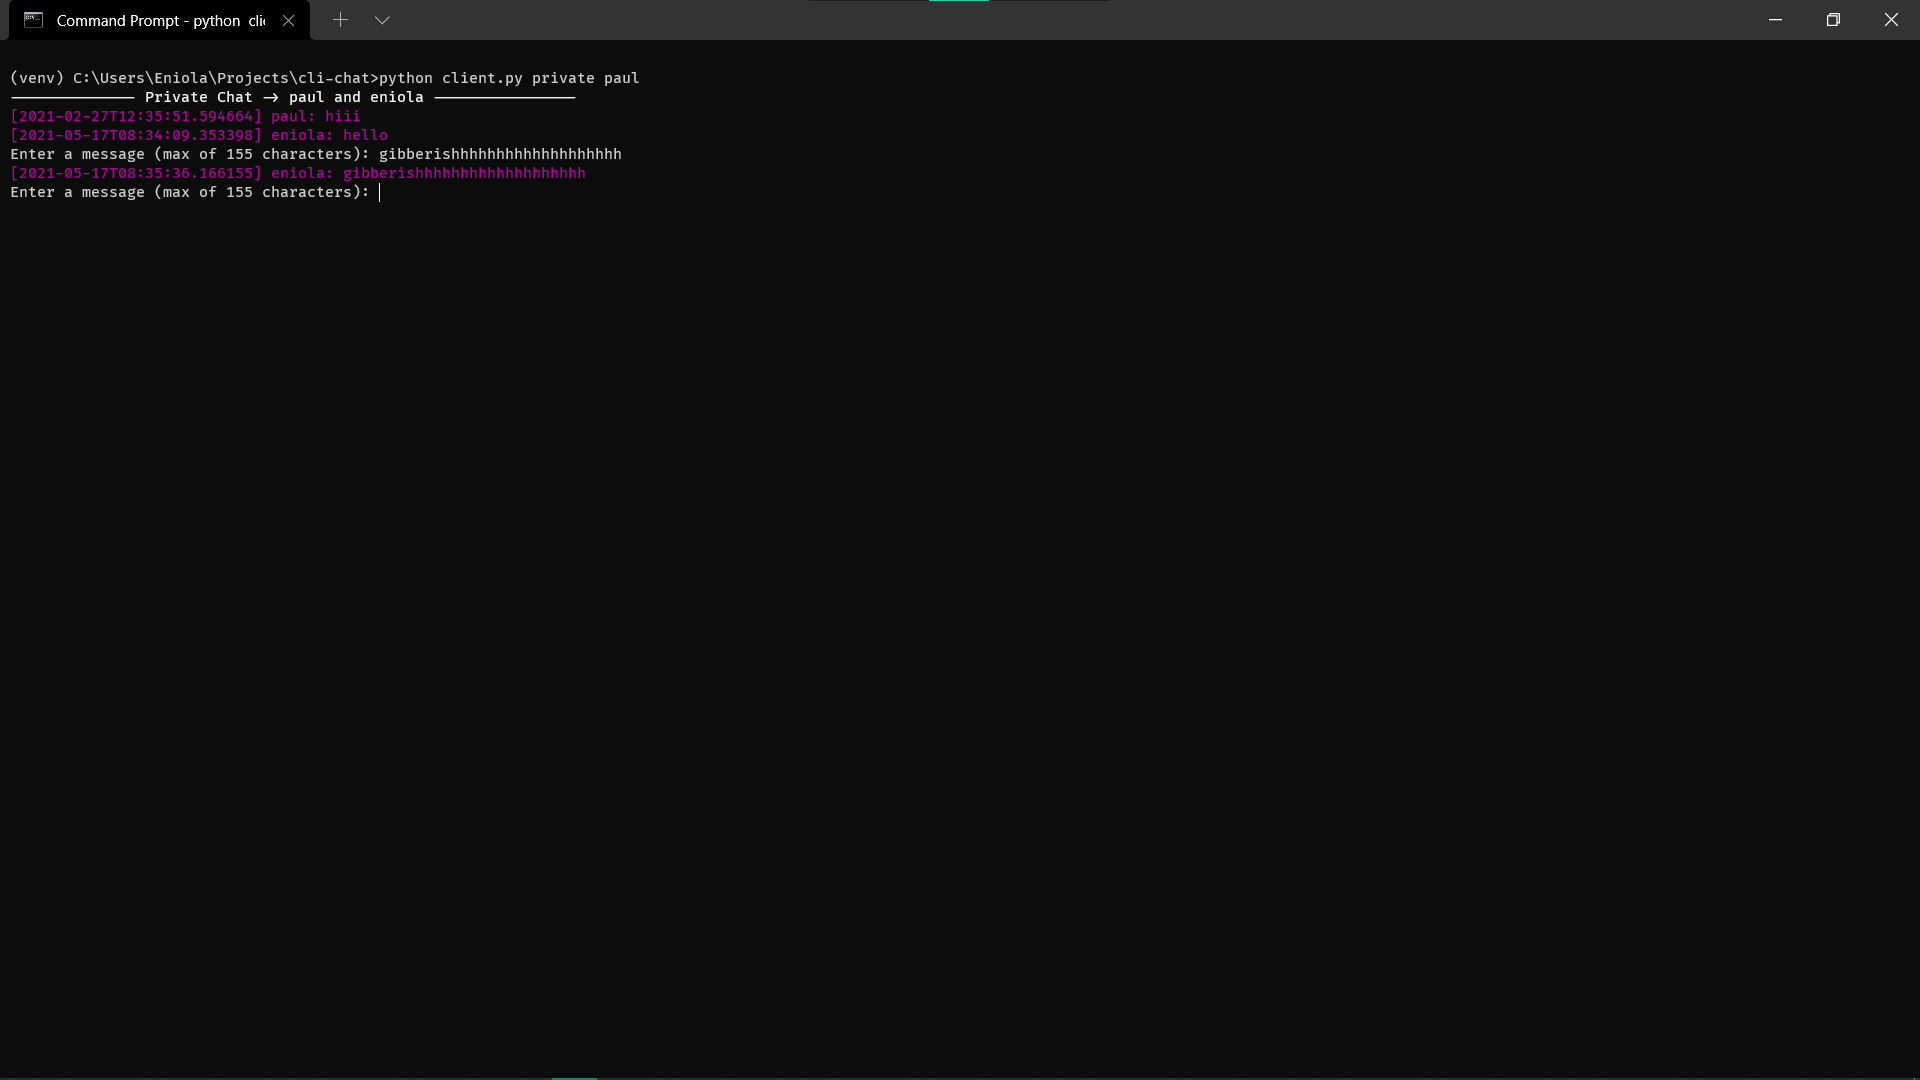 Command Prompt - python  cli
(venv) C:\Users\Eniola\Projects\cli-chat>python client.py private paul
-------------- Private Chat -> paul and eniola ----------------
[2021-02-27T12:35:51.594664] paul: hiii
[2021-05-17T08:34:09.353398] eniola: hello
Enter a message (max of 155 characters): gibberishhhhhhhhhhhhhhhhhhh
[2021-05-17T08:35:36.166155] eniola: gibberishhhhhhhhhhhhhhhhhhh
Enter a message (max of 155 characters):